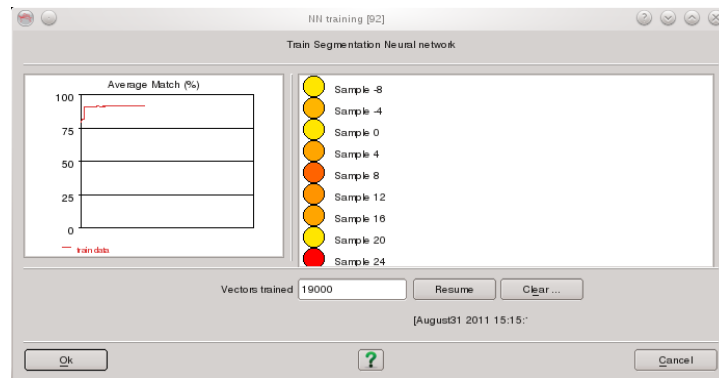 NN training [92]
Train Segmentation Neural network
Average Match (%)
100
75
50
25
0
train data
Sample -8
Sample -4
Sample 0
Sample 4
Sample 8
Sample 12
Sample 16
Sample 20
Sample 24
Vectors trained 19000 Resume Clear ...
[August31 2011 15:15:
Ok ? Cancel